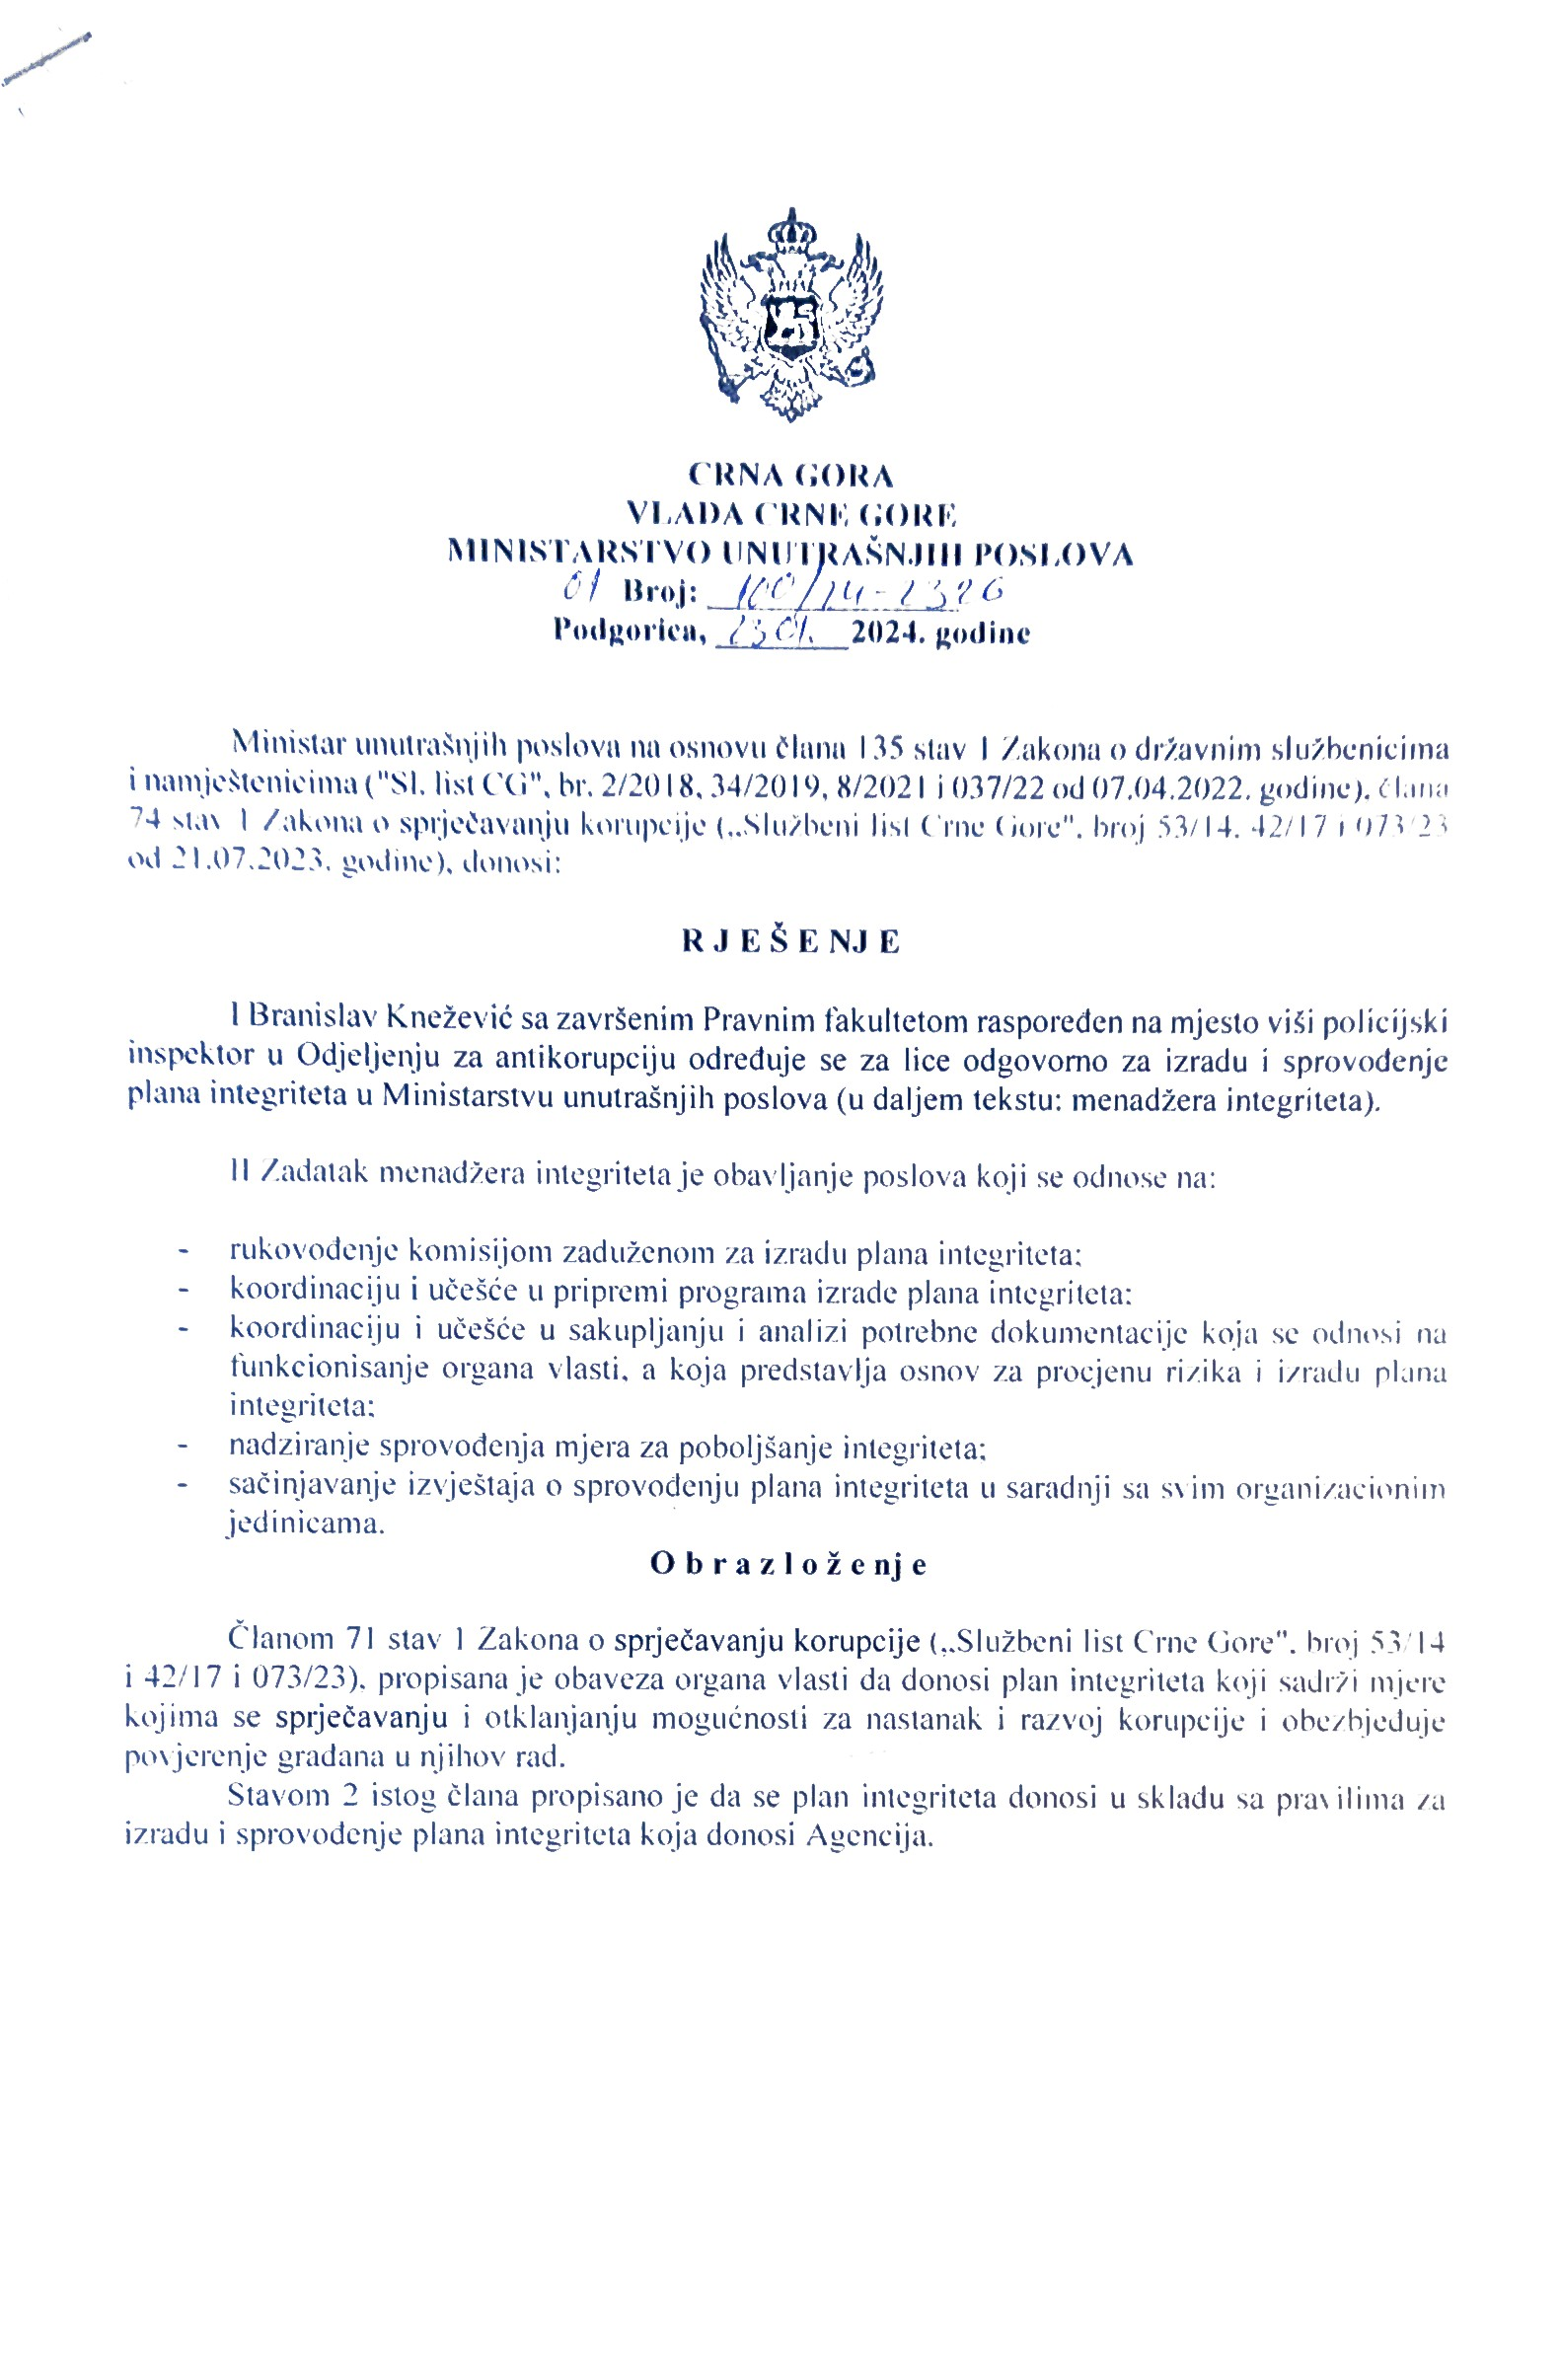 CRNA GORA
VLADA CRNE GORE
MINISTARSTVO UNUTRAŠNJIH POSLOVA
01 Broj: 100/24-2326
Podgorica, 23.01. 2024. godine
Ministar unutrašnjih poslova na osnovu člana 135 stav 1 Zakona o državnim službenicima
i namještenicima ("Sl. list CG", br. 2/2018, 34/2019, 8/2021 i 037/22 od 07.04.2022. godine), člana
74 stav 1 Zakona o sprječavanju korupcije („Službeni list Crne Gore", broj 53/14, 42/17 i 073/23
od 21.07.2023. godine), donosi:
R J E Š E NJ E
I Branislav Knežević sa završenim Pravnim fakultetom raspoređen na mjesto viši policijski
inspektor u Odjeljenju za antikorupciju određuje se za lice odgovorno za izradu i sprovođenje
plana integriteta u Ministarstvu unutrašnjih poslova (u daljem tekstu: menadžera integriteta).
II Zadatak menadžera integriteta je obavljanje poslova koji se odnose na:
- rukovođenje komisijom zaduženom za izradu plana integriteta;
- koordinaciju i učešće u pripremi programa izrade plana integriteta;
- koordinaciju i učešće u sakupljanju i analizi potrebne dokumentacije koja se odnosi na
funkcionisanje organa vlasti, a koja predstavlja osnov za procjenu rizika i izradu plana
integriteta;
- nadziranje sprovođenja mjera za poboljšanje integriteta;
- sačinjavanje izvještaja o sprovođenju plana integriteta u saradnji sa svim organizacionim
jedinicama.
O b r a z l o ž e nj e
Članom 71 stav 1 Zakona o sprječavanju korupcije („Službeni list Crne Gore", broj 53/14
i 42/17 i 073/23), propisana je obaveza organa vlasti da donosi plan integriteta koji sadrži mjere
kojima se sprječavanju i otklanjanju mogućnosti za nastanak i razvoj korupcije i obezbjeđuje
povjerenje građana u njihov rad.
Stavom 2 istog člana propisano je da se plan integriteta donosi u skladu sa pravilima za
izradu i sprovođenje plana integriteta koja donosi Agencija.